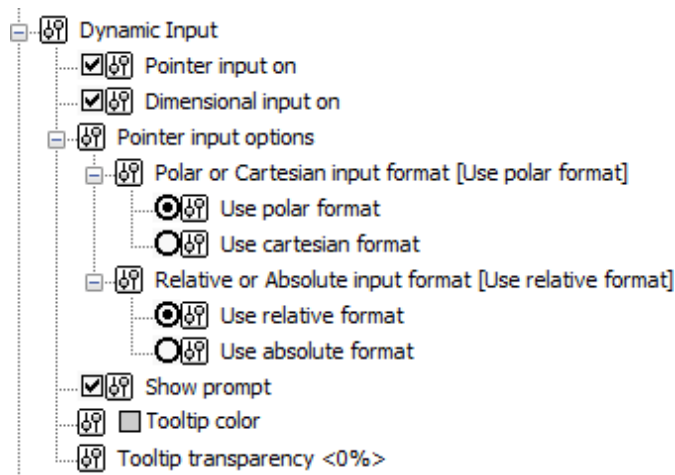 Dynamic Input
Pointer input on
Dimensional input on
Pointer input options
Polar or Cartesian input format [Use polar format]
Use polar format
Use cartesian format
Relative or Absolute input format [Use relative format]
Use relative format
Use absolute format
Show prompt
Tooltip color
Tooltip transparency <0%>